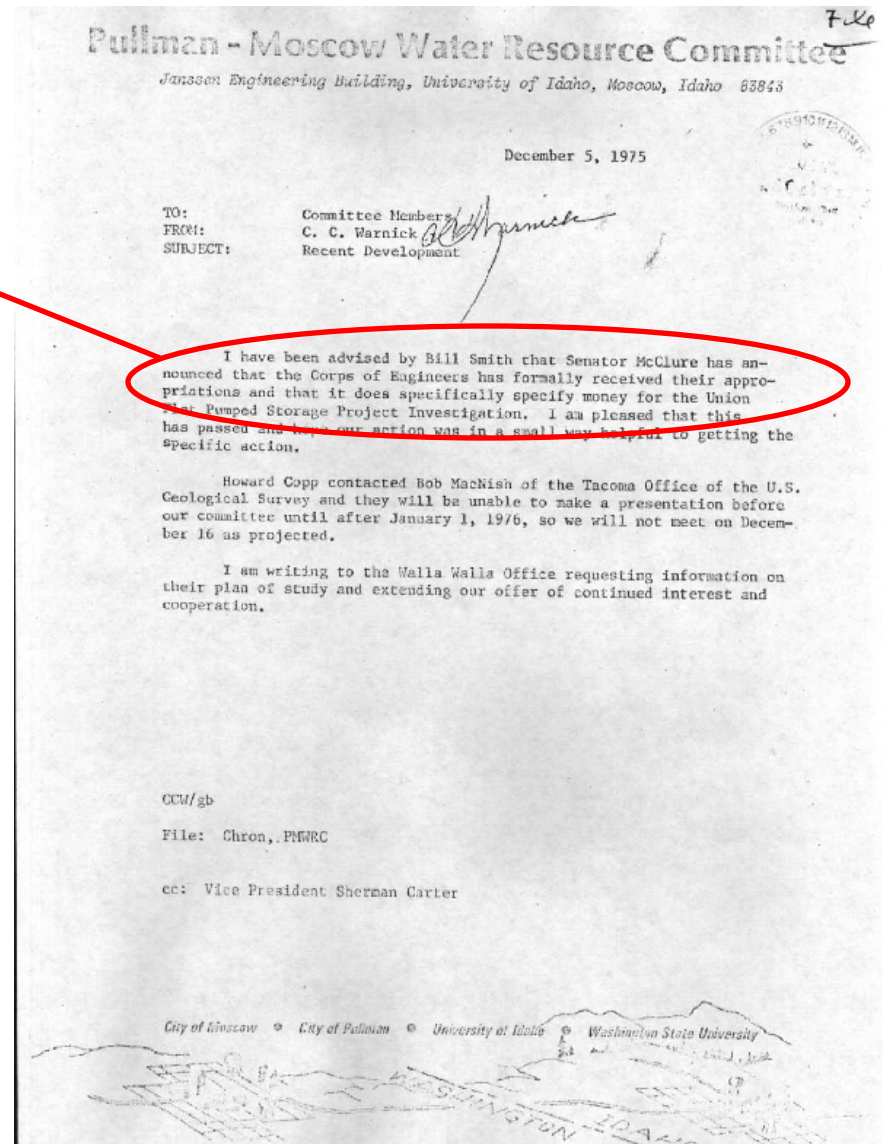 File
Pullman - Moscow Water Resource Committee
Janssen Engineering Building, University of Idaho, Moscow, Idaho 83843
December 5, 1975
TO: Committee Members
FROM: C. C. Warnick
SUBJECT: Recent Development
I have been advised by Bill Smith that Senator McClure has an-
nounced that the Corps of Engineers has formally received their appro-
priations and that it does specifically specify money for the Union
Flat Pumped Storage Project Investigation. I am pleased that this
has passed and hope our action was in a small way helpful to getting the
specific action.
Howard Copp contacted Bob MacNish of the Tacoma Office of the U.S.
Geological Survey and they will be unable to make a presentation before
our committee until after January 1, 1976, so we will not meet on Decem-
ber 16 as projected.
I am writing to the Walla Walla Office requesting information on
their plan of study and extending our offer of continued interest and
cooperation.
CCW/gb
File: Chron, PMWRC
cc: Vice President Sherman Carter
City of Moscow City of Pullman University of Idaho Washington State University
WASHINGTON
IDAHO